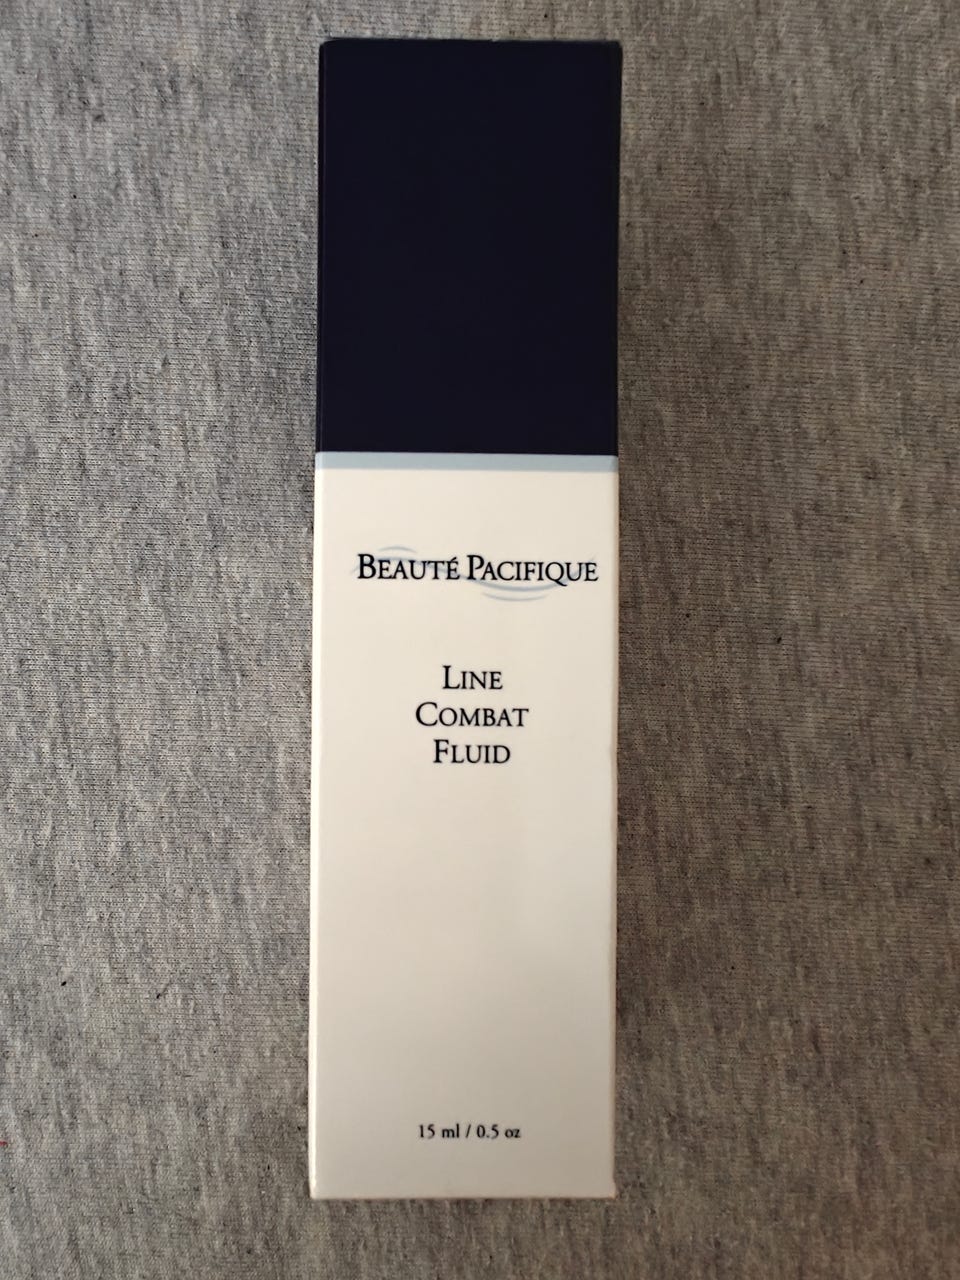 BEAUTÉ PACIFIQUE
LINE
COMBAT
FLUID
15 ml / 0.5 oz